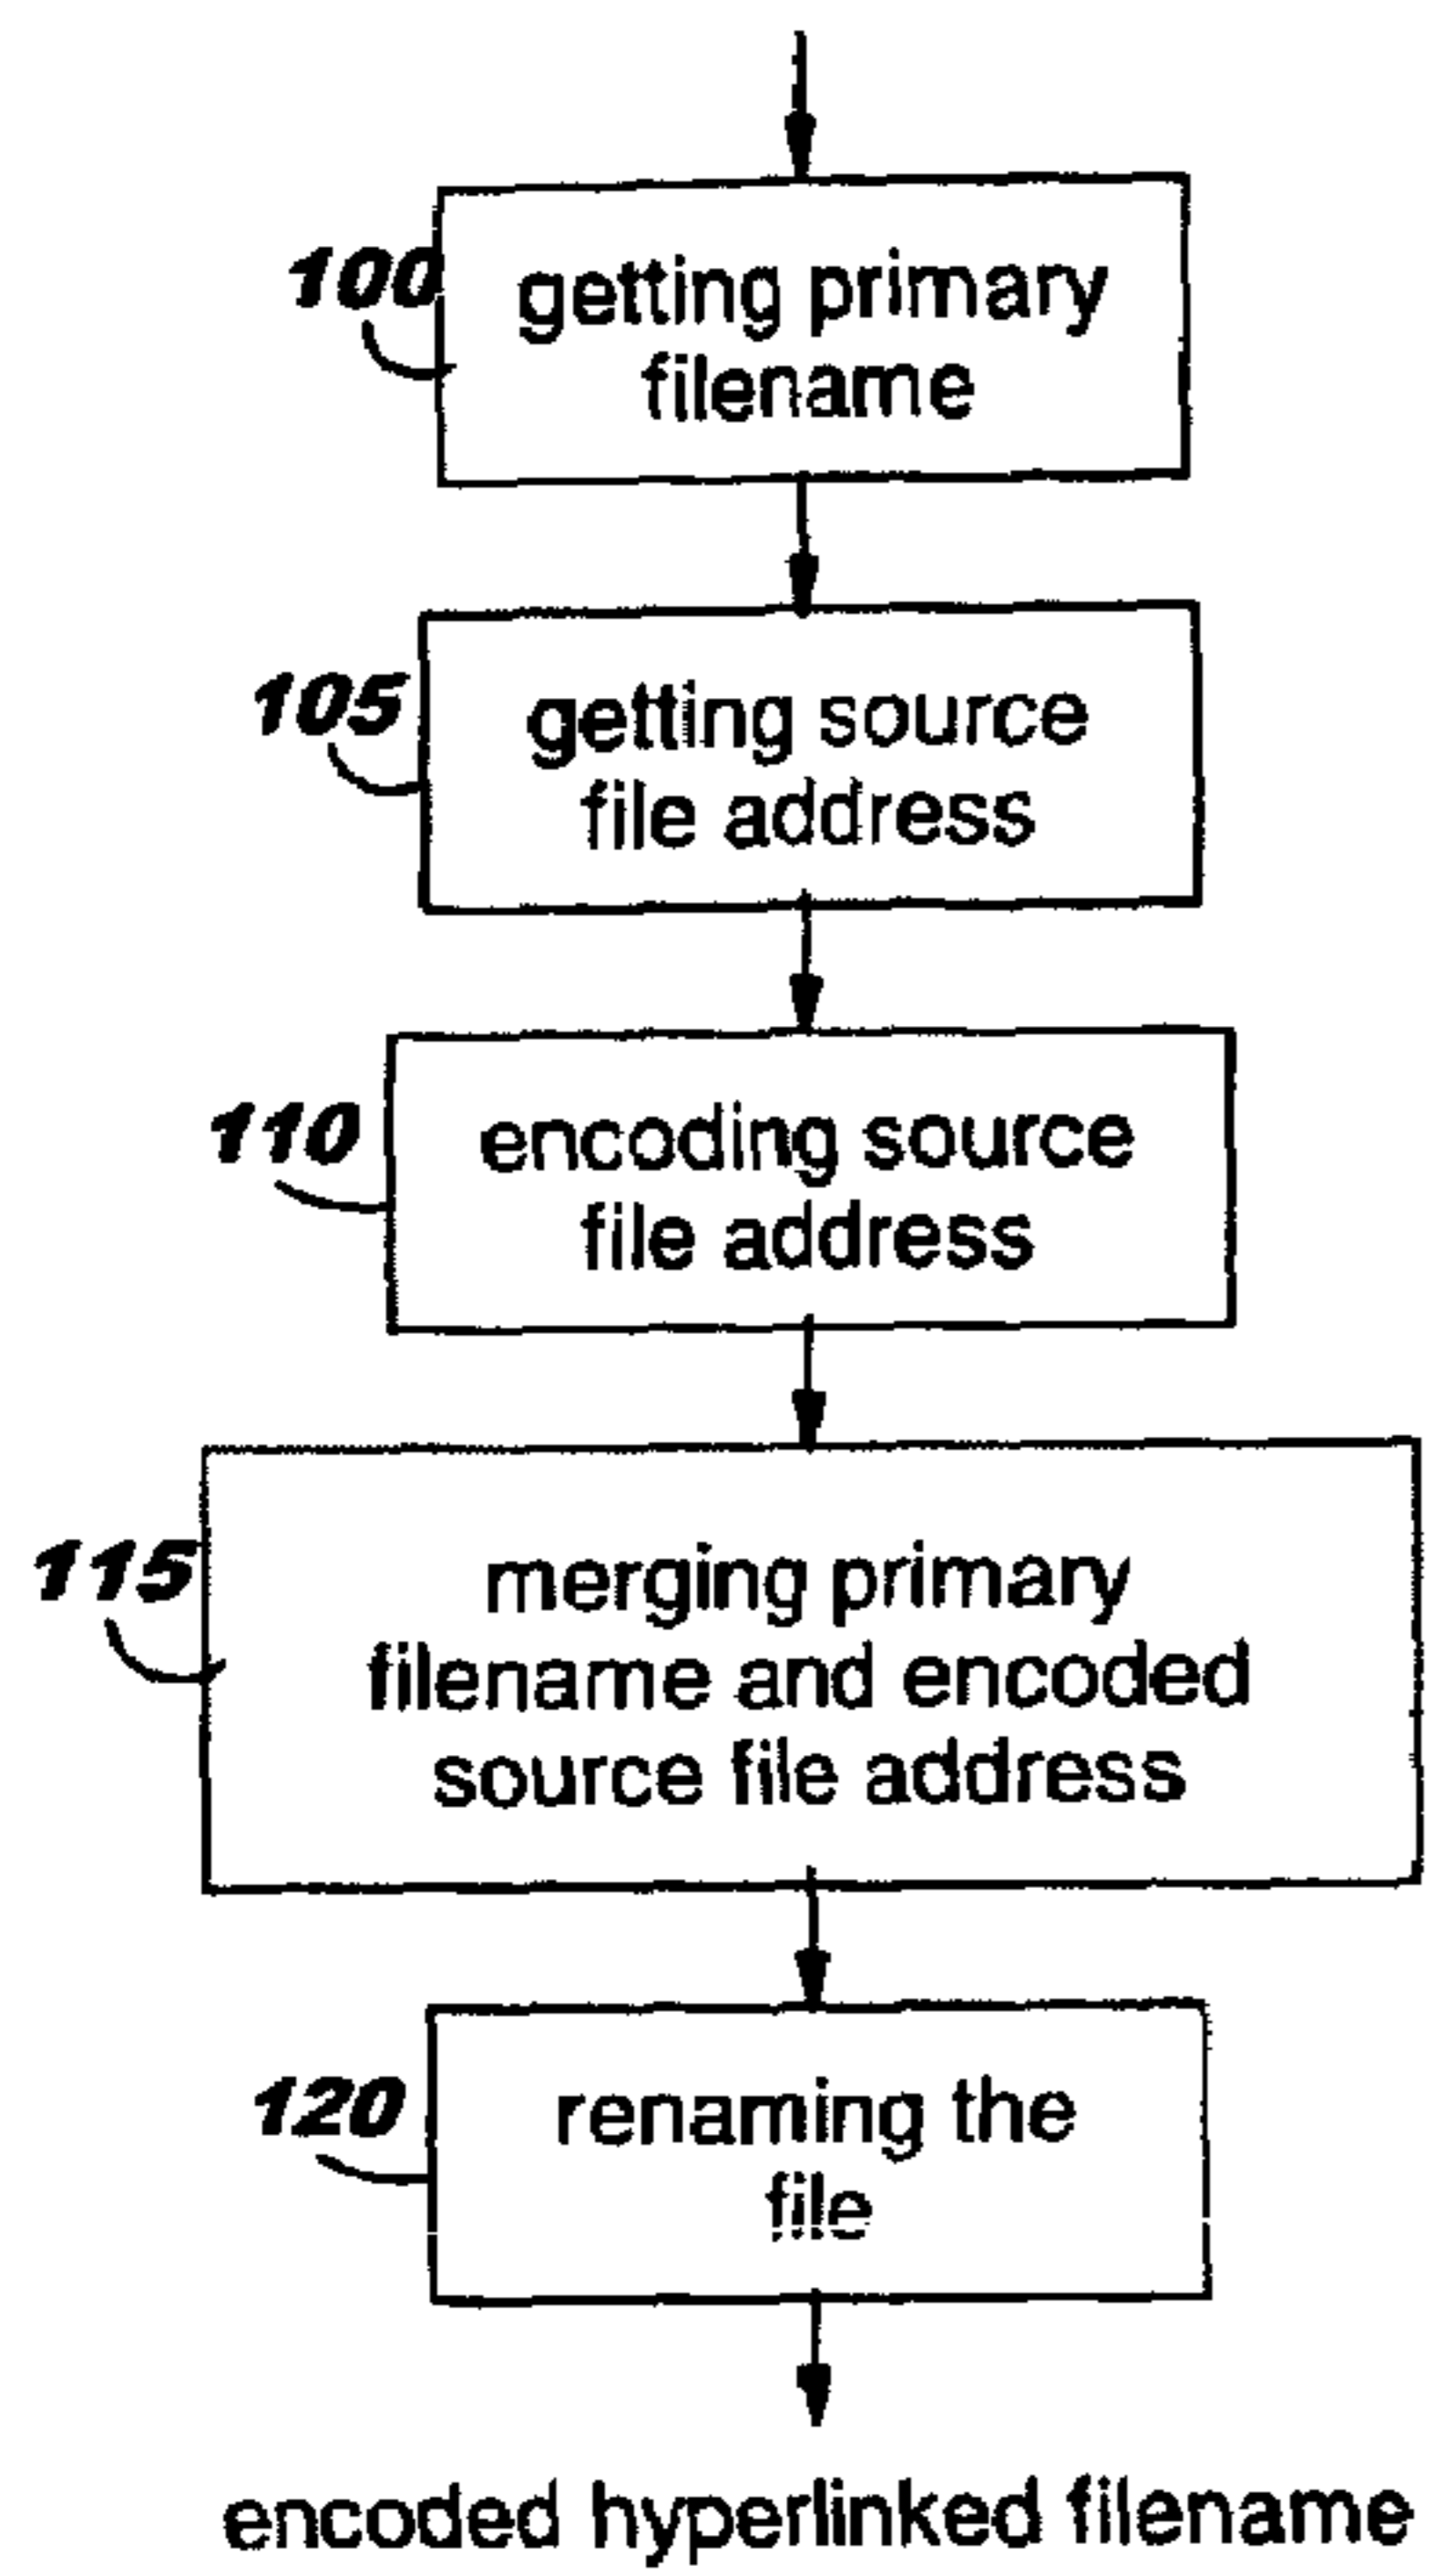 100
getting primary
filename
105
getting source
file address
110
encoding source
file address
115
merging primary
filename and encoded
source file address
120
renaming the
file
encoded hyperlinked filename